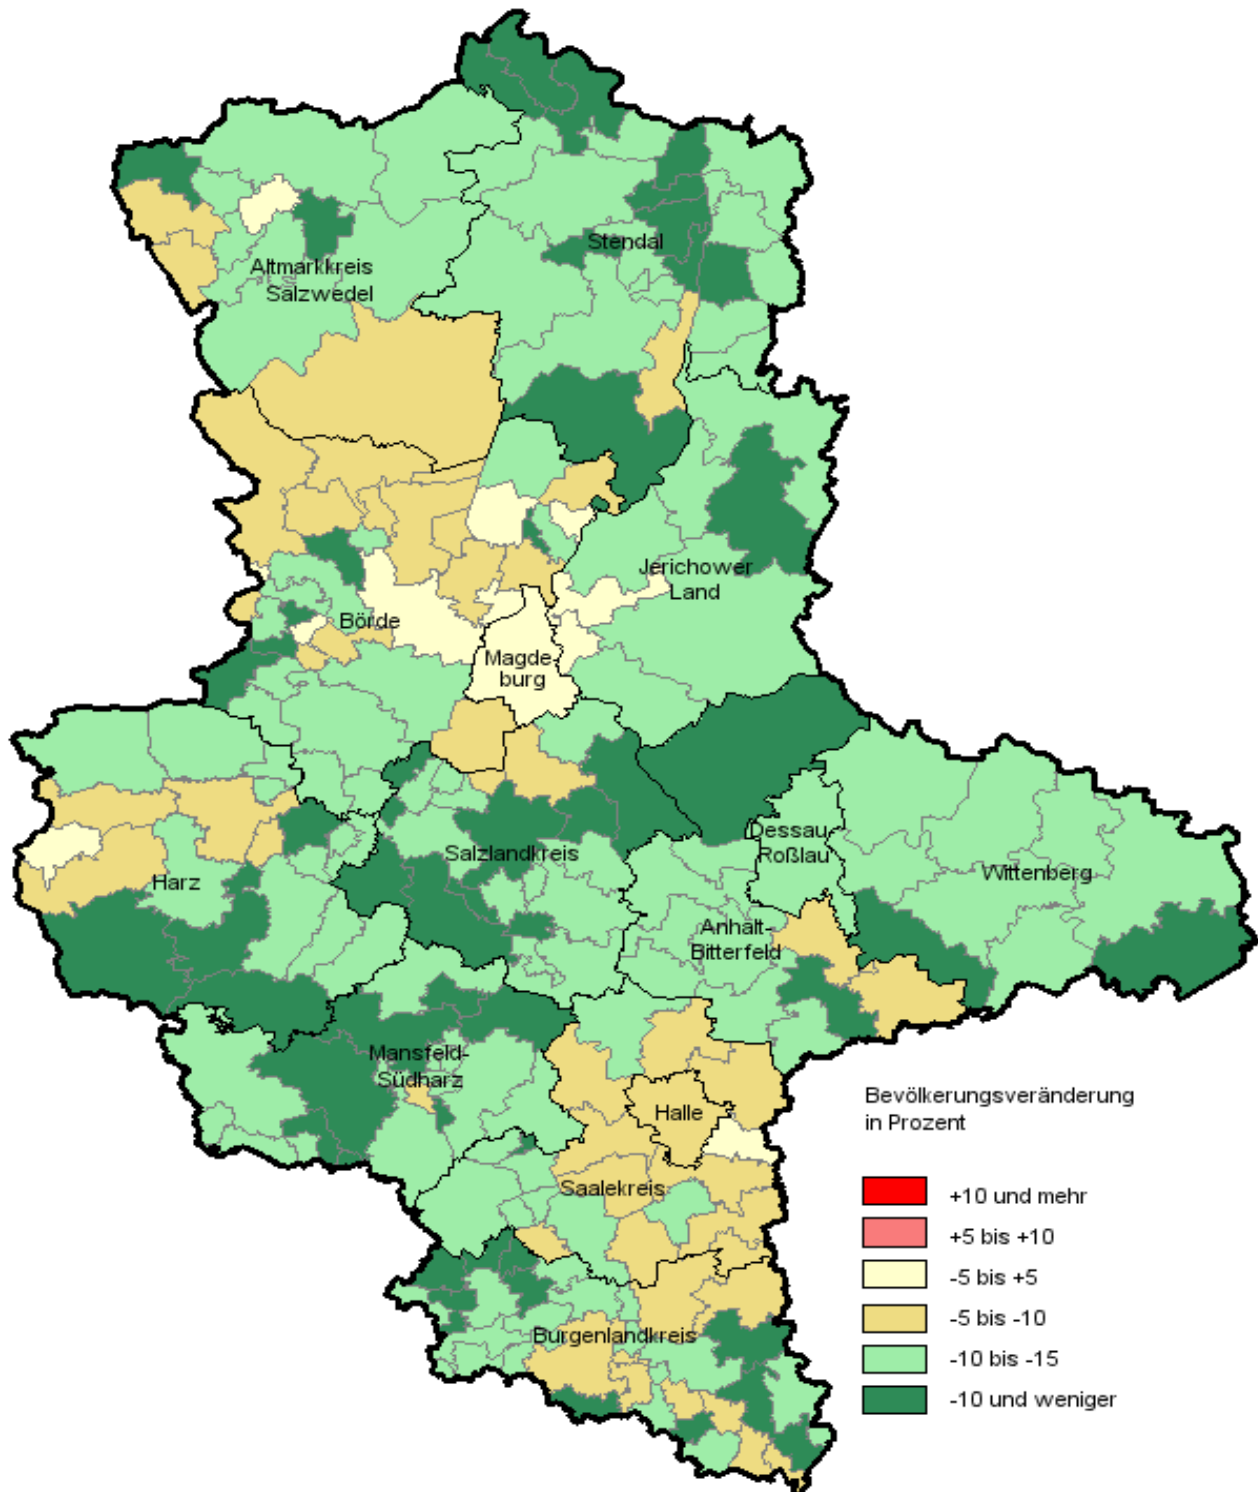 Stendal
Altmarkkreis
Salzwedel
Jerichower
Land
Börde
Magde-
burg
Dessau-
Roßlau
Salzlandkreis
Wittenberg
Harz
Anhalt-
Bitterfeld
Mansfeld-
Südharz
Halle
Saalekreis
Burgenlandkreis
Bevölkerungsveränderung
in Prozent
+10 und mehr
+5 bis +10
-5 bis +5
-5 bis -10
-10 bis -15
-10 und weniger